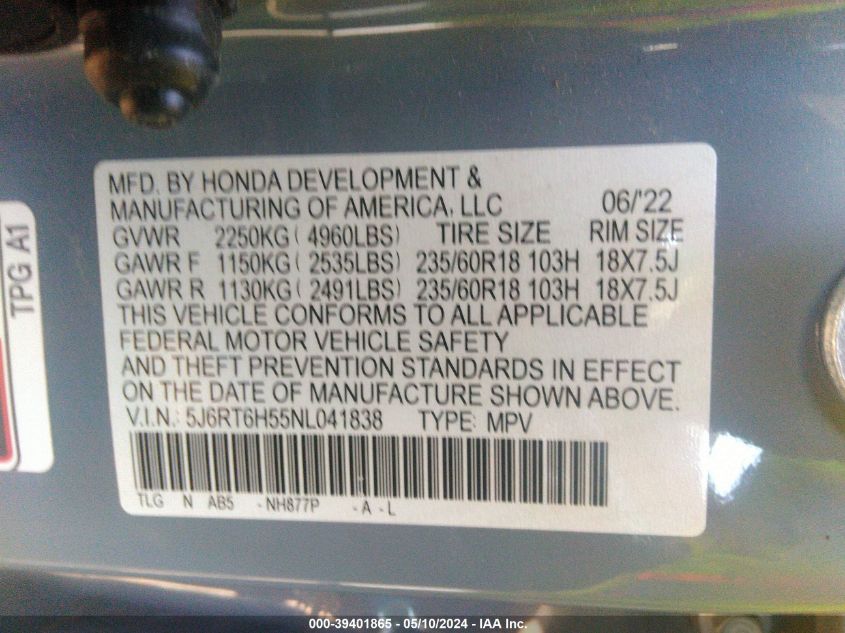 MFD. BY HONDA DEVELOPMENT &
MANUFACTURING OF AMERICA, LLC 06/'22
GVWR 2250KG ( 4960LBS) TIRE SIZE RIM SIZE
GAWR F 1150KG ( 2535LBS) 235/60R18 103H 18X7.5J
GAWR R 1130KG ( 2491LBS) 235/60R18 103H 18X7.5J
THIS VEHICLE CONFORMS TO ALL APPLICABLE
FEDERAL MOTOR VEHICLE SAFETY
AND THEFT PREVENTION STANDARDS IN EFFECT
ON THE DATE OF MANUFACTURE SHOWN ABOVE.
V.I.N.: 5J6RT6H55NL041838 TYPE: MPV
TLG N AB5 -NH877P -A -L
TPG A1
000-39401865 - 05/10/2024 - IAA Inc.